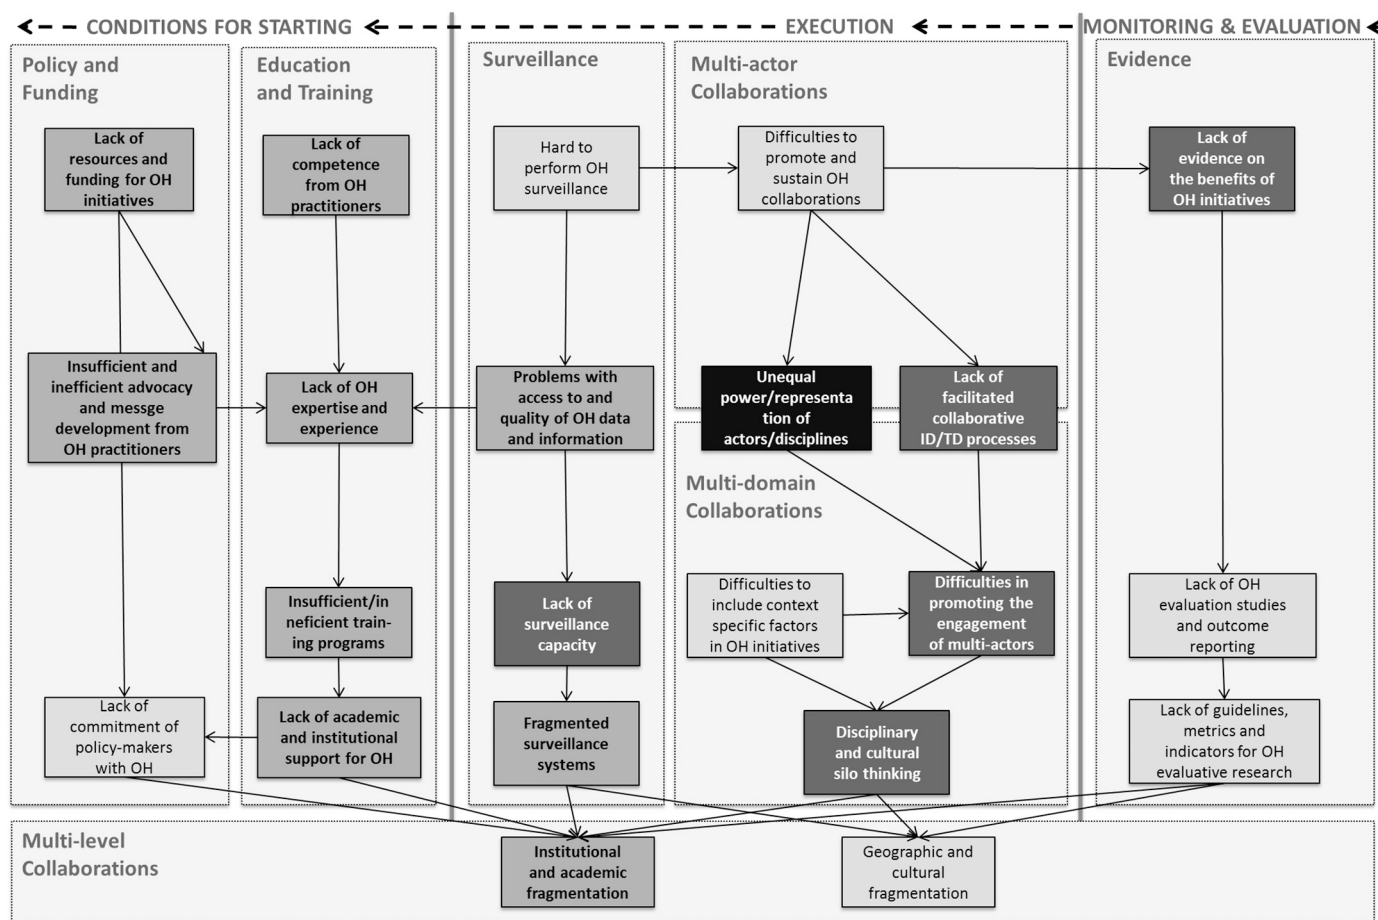 CONDITIONS FOR STARTING
EXECUTION
MONITORING & EVALUATION
Policy and
Funding
Lack of
resources and
funding for OH
initiatives
Insufficient and
inefficient advocacy
and messge
development from
OH practitioners
Lack of
commitment of
policy-makers
with OH
Education
and Training
Lack of
competence
from OH
practitioners
Lack of OH
expertise and
experience
Insufficient/in
neficient train-
ing programs
Lack of academic
and institutional
support for OH
Surveillance
Hard to
perform OH
surveillance
Problems with
access to and
quality of OH data
and information
Lack of
surveillance
capacity
Fragmented
surveillance
systems
Multi-actor
Collaborations
Difficulties to
promote and
sustain OH
collaborations
Unequal
power/representa
tion of
actors/disciplines
Lack of
facilitated
collaborative
ID/TD processes
Multi-domain
Collaborations
Difficulties to
include context
specific factors
in OH initiatives
Difficulties in
promoting the
engagement
of multi-actors
Disciplinary
and cultural
silo thinking
Evidence
Lack of
evidence on
the benefits of
OH initiatives
Lack of OH
evaluation studies
and outcome
reporting
Lack of guidelines,
metrics and
indicators for OH
evaluative research
Multi-level
Collaborations
Institutional
and academic
fragmentation
Geographic and
cultural
fragmentation